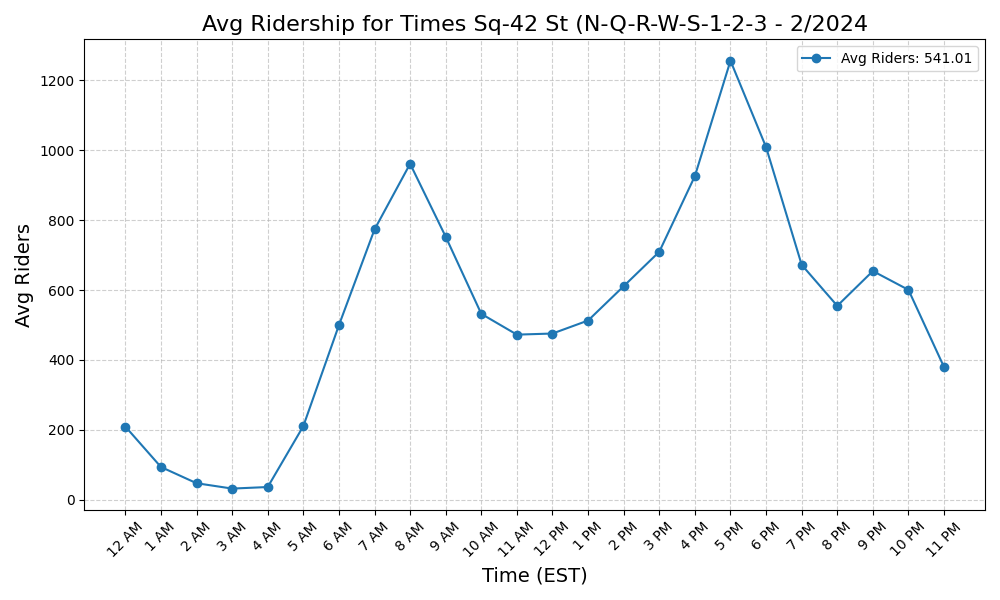 Avg Ridership for Times Sq-42 St (N-Q-R-W-S-1-2-3 - 2/2024
Avg Riders: 541.01
1200
1000
800
600
400
200
0
Avg Riders
12 AM 1 AM 2 AM 3 AM 4 AM 5 AM 6 AM 7 AM 8 AM 9 AM 10 AM 11 AM 12 PM 1 PM 2 PM 3 PM 4 PM 5 PM 6 PM 7 PM 8 PM 9 PM 10 PM 11 PM
Time (EST)